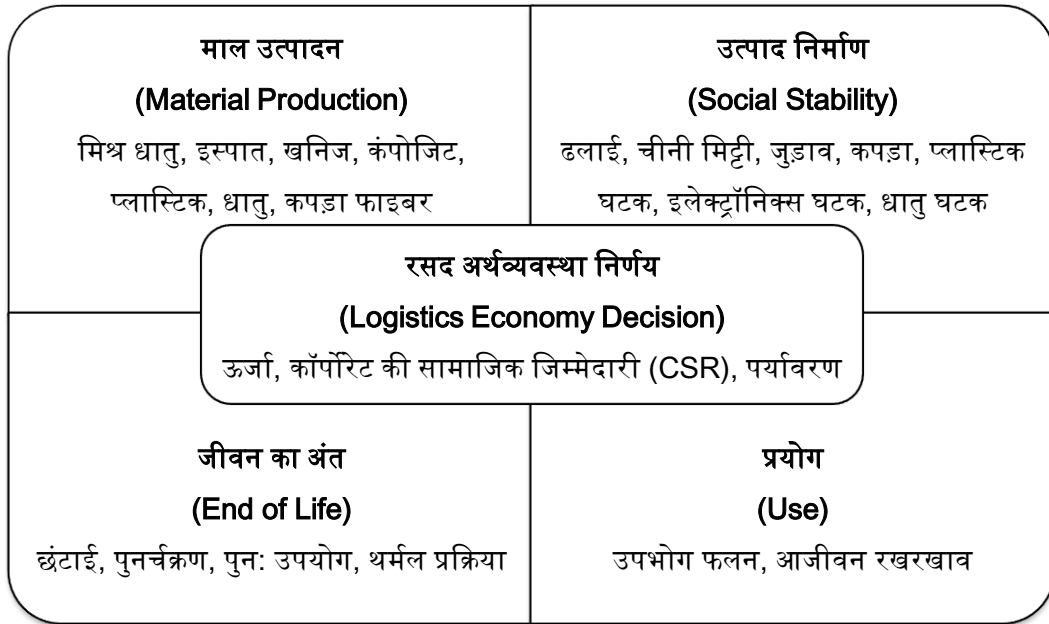 माल उत्पादन
(Material Production)
मिश्र धातु, इस्पात, खनिज, कंपोजिट,
प्लास्टिक, धातु, कपड़ा फाइबर
उत्पाद निर्माण
(Social Stability)
ढलाई, चीनी मिट्टी, जुड़ाव, कपड़ा, प्लास्टिक
घटक, इलेक्ट्रॉनिक्स घटक, धातु घटक
रसद अर्थव्यवस्था निर्णय
(Logistics Economy Decision)
ऊर्जा, कॉर्पोरेट की सामाजिक जिम्मेदारी (CSR), पर्यावरण
जीवन का अंत
(End of Life)
छंटाई, पुनर्चक्रण, पुन: उपयोग, थर्मल प्रक्रिया
प्रयोग
(Use)
उपभोग फलन, आजीवन रखरखाव